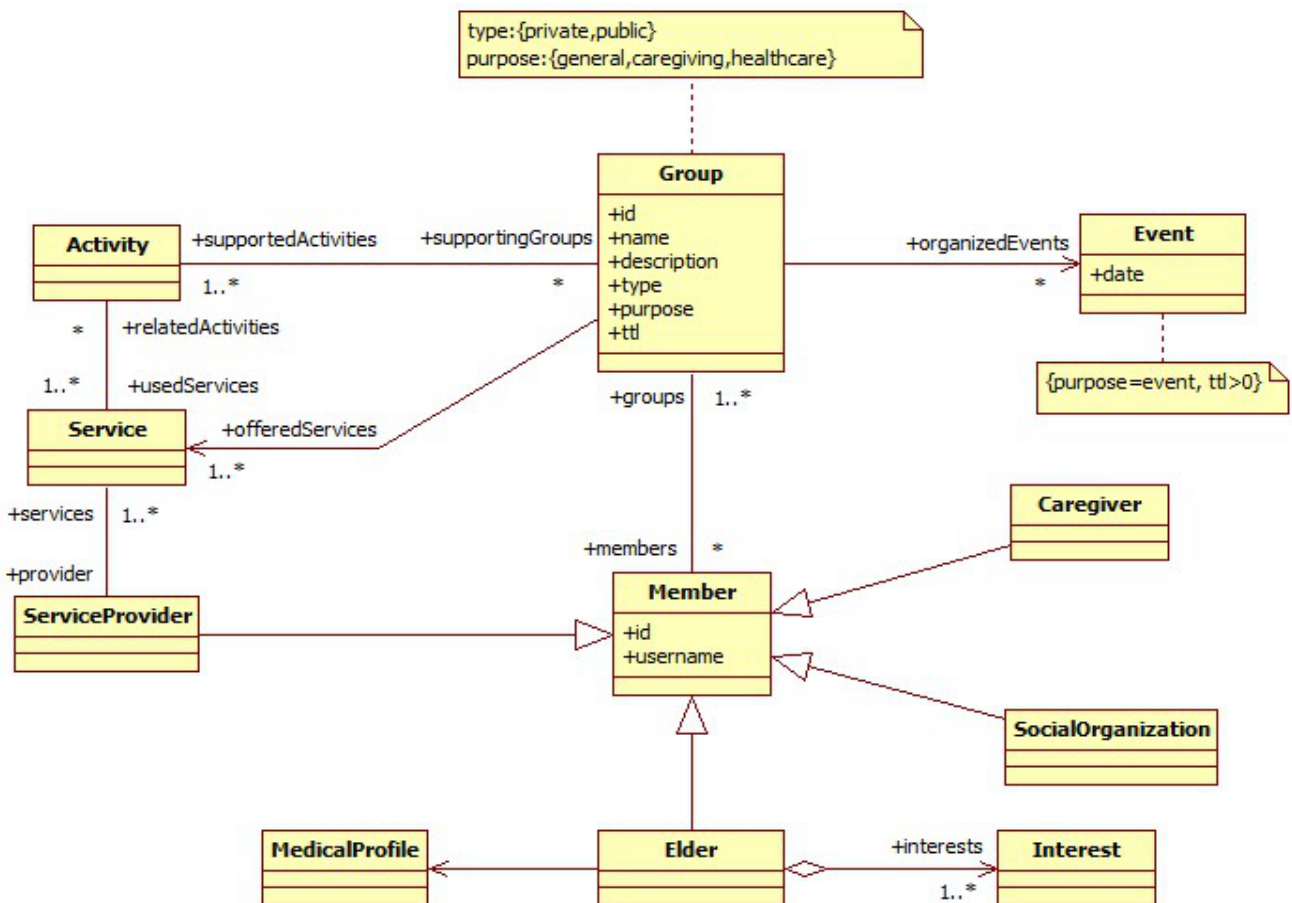 type:{private,public}
purpose:{general,caregiving,healthcare}
Group
+id
+name
+description
+type
+purpose
+ttl
Activity
+supportedActivities
1..*
+supportingGroups
*
+organizedEvents
*
Event
+date
{purpose=event, ttl>0}
*
+relatedActivities
1..*
+usedServices
Service
+offeredServices
1..*
+groups
1..*
+services
1..*
+provider
ServiceProvider
+members
*
Member
+id
+username
Caregiver
SocialOrganization
MedicalProfile
Elder
+interests
1..*
Interest